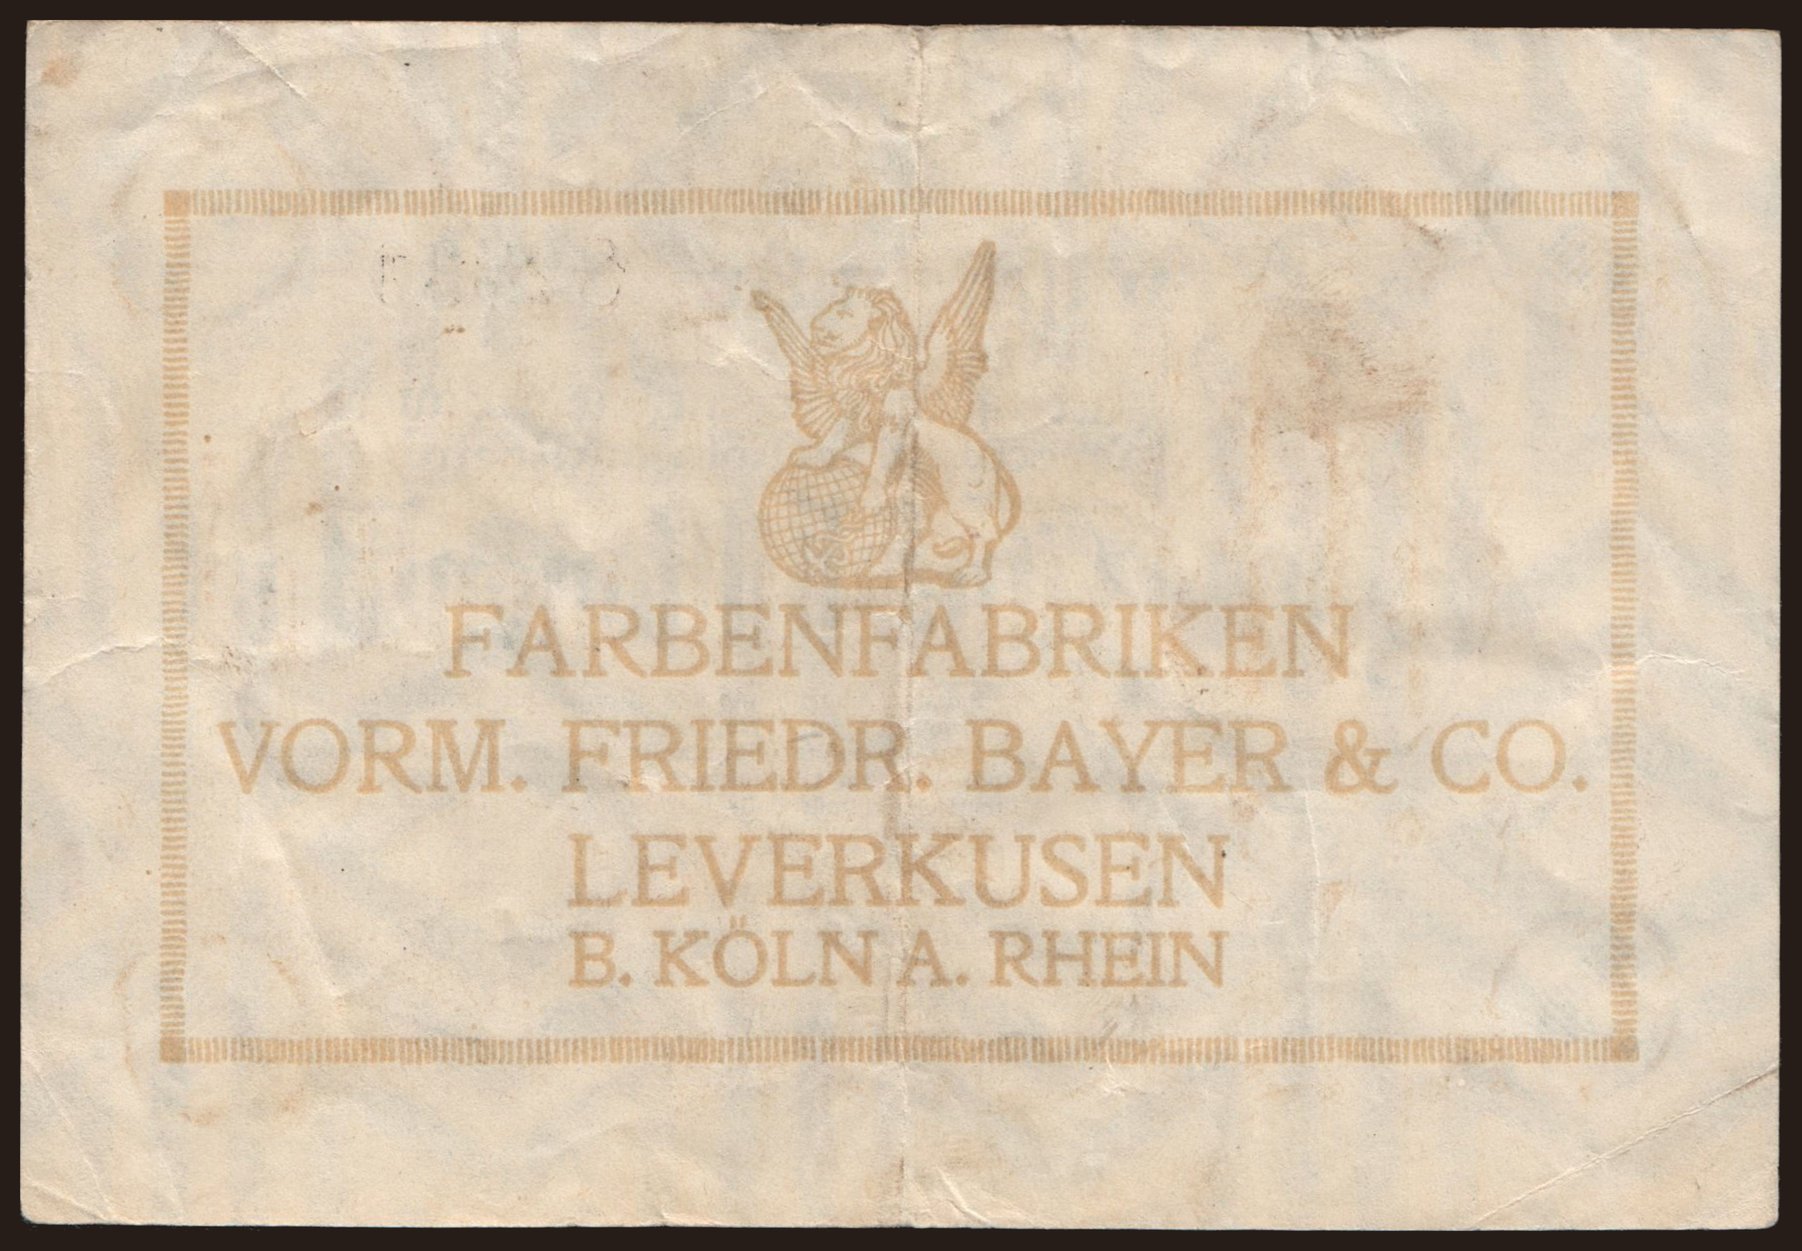 FARBENFABRIKEN
VORM. FRIEDR. BAYER & CO.
LEVERKUSEN
B. KÖLN A. RHEIN